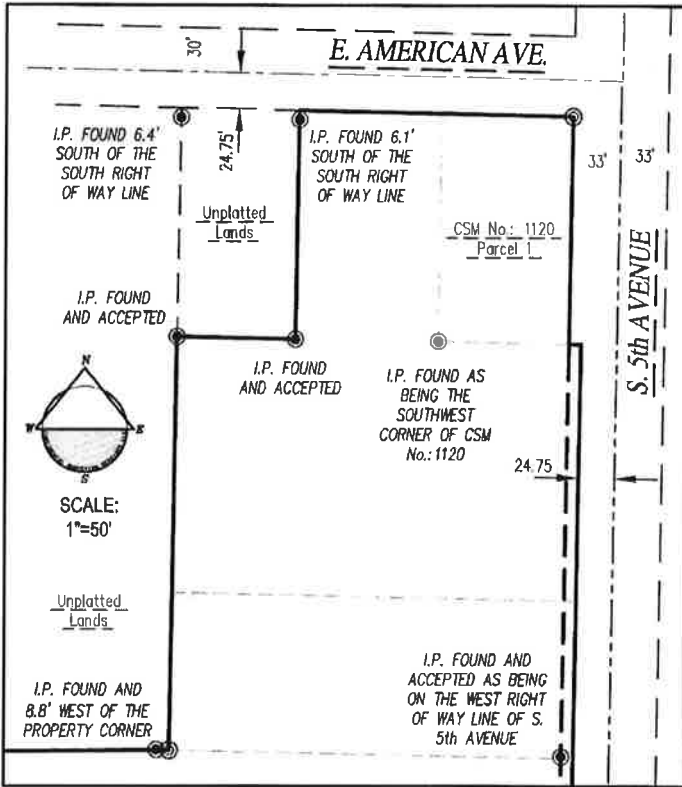 30'
E. AMERICAN AVE.
I.P. FOUND 6.4'
SOUTH OF THE
SOUTH RIGHT
OF WAY LINE
24.75'
I.P. FOUND 6.1'
SOUTH OF THE
SOUTH RIGHT
OF WAY LINE
33'
33'
Unplatted
Lands
CSM No.: 1120
Parcel 1
S. 5th AVENUE
I.P. FOUND
AND ACCEPTED
I.P. FOUND
AND ACCEPTED
I.P. FOUND AS
BEING THE
SOUTHWEST
CORNER OF CSM
No.: 1120
N
W
E
S
24.75
SCALE:
1"=50'
Unplatted
Lands
I.P. FOUND AND
8.8' WEST OF THE
PROPERTY CORNER
I.P. FOUND AND
ACCEPTED AS BEING
ON THE WEST RIGHT
OF WAY LINE OF S.
5th AVENUE